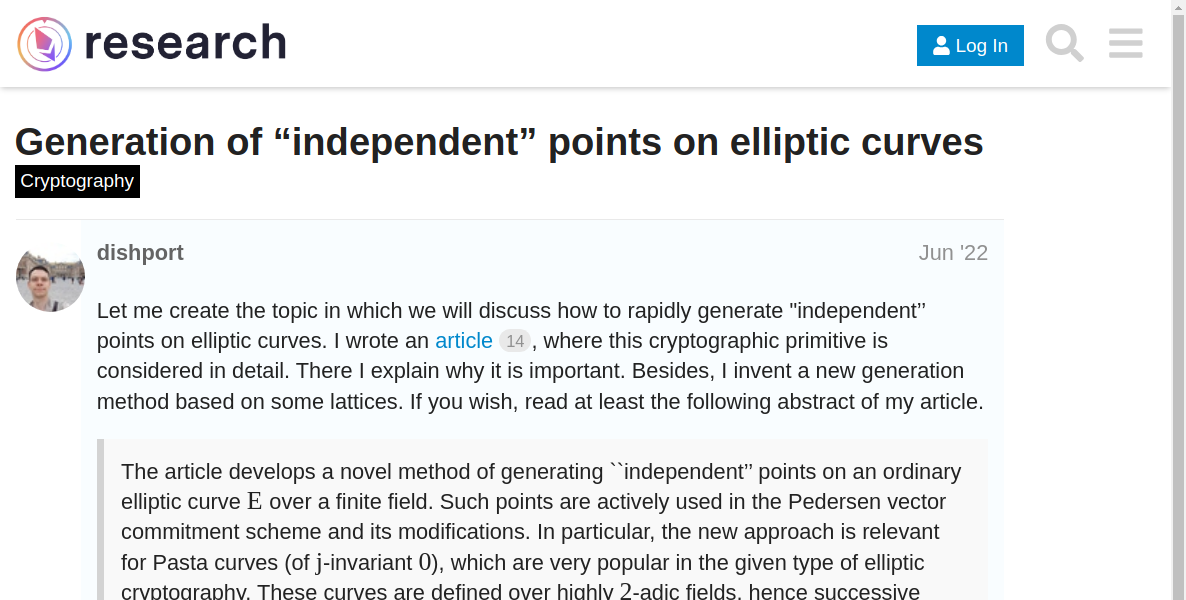 research
Log In
Generation of “independent” points on elliptic curves
Cryptography
dishport
Jun '22
Let me create the topic in which we will discuss how to rapidly generate "independent’’
points on elliptic curves. I wrote an article 14, where this cryptographic primitive is
considered in detail. There I explain why it is important. Besides, I invent a new generation
method based on some lattices. If you wish, read at least the following abstract of my article.
The article develops a novel method of generating ``independent’’ points on an ordinary
elliptic curve E over a finite field. Such points are actively used in the Pedersen vector
commitment scheme and its modifications. In particular, the new approach is relevant
for Pasta curves (of j-invariant 0), which are very popular in the given type of elliptic
cryptography. These curves are defined over highly 2-adic fields, hence successive